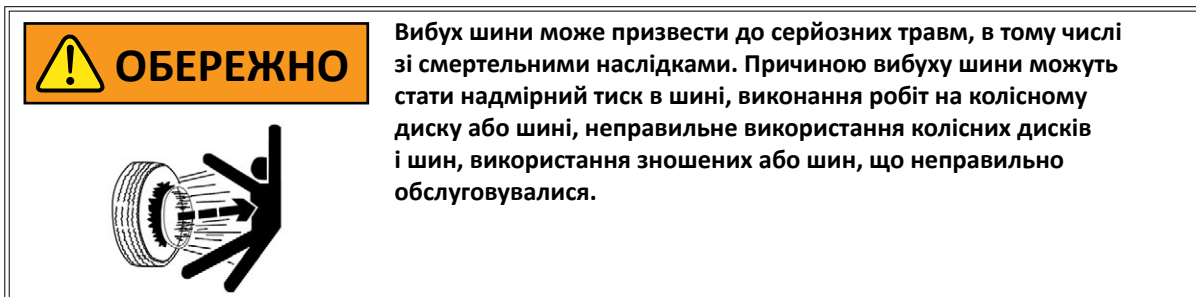 ОБЕРЕЖНО
Вибух шини може призвести до серйозних травм, в тому числі
зі смертельними наслідками. Причиною вибуху шини можуть
стати надмірний тиск в шині, виконання робіт на колісному
диску або шині, неправильне використання колісних дисків
і шин, використання зношених або шин, що неправильно
обслуговувалися.